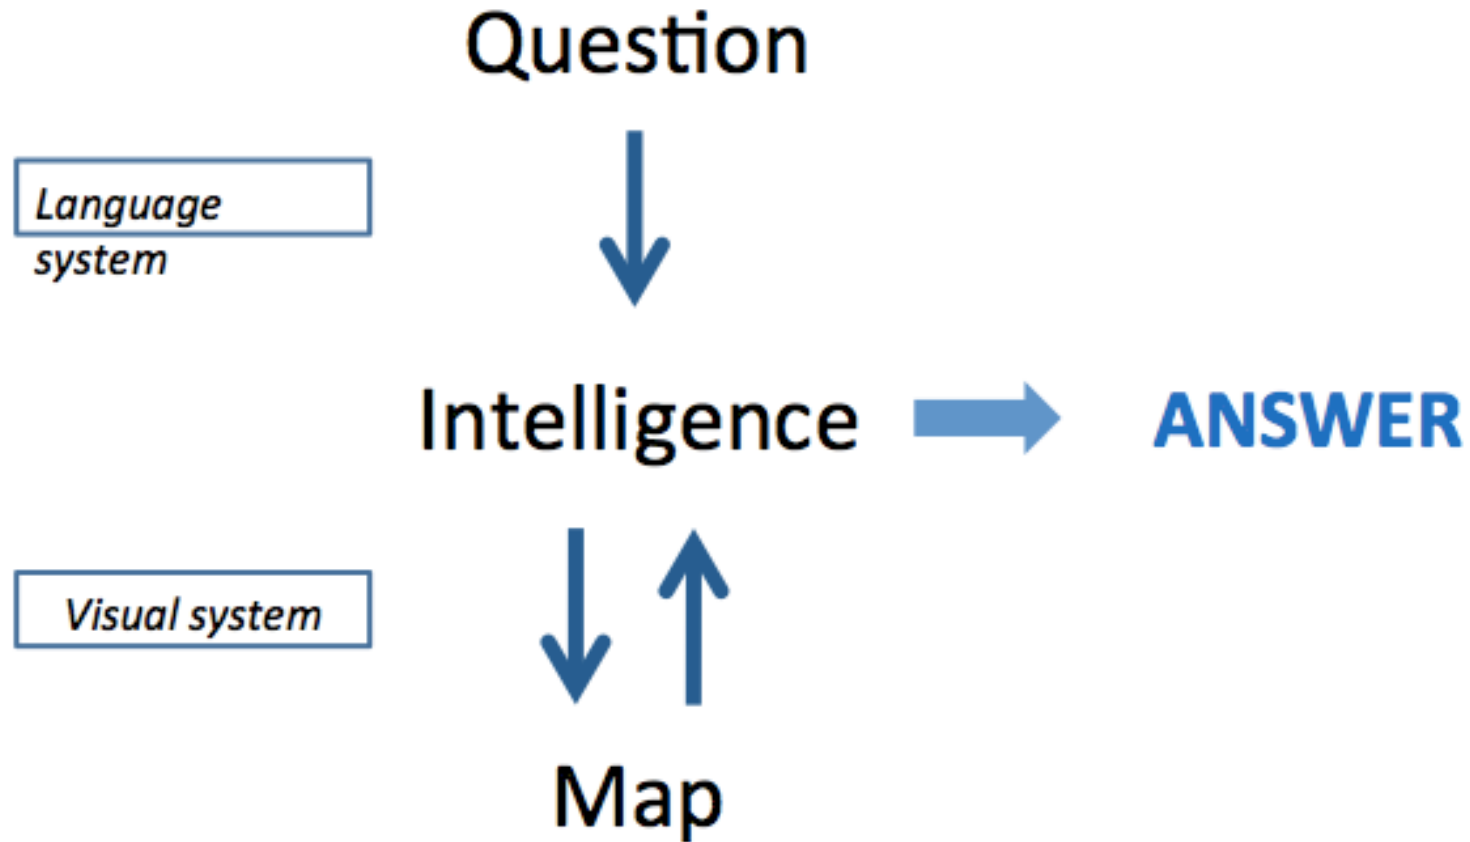 Question
Language
system
Intelligence
ANSWER
Visual system
Map